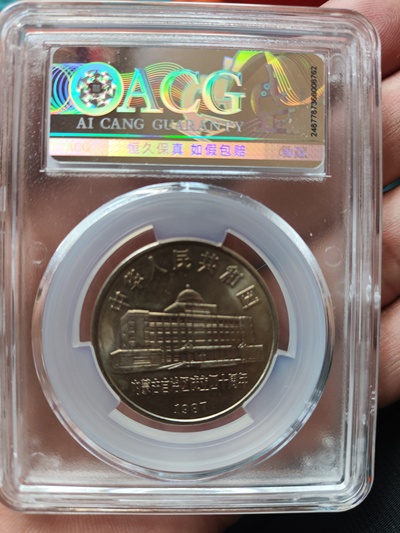 ACG
AI CANG GUARANTY
ACG 恒久保真 如假包赔
中华人民共和国
内蒙古自治区成立四十周年
1987